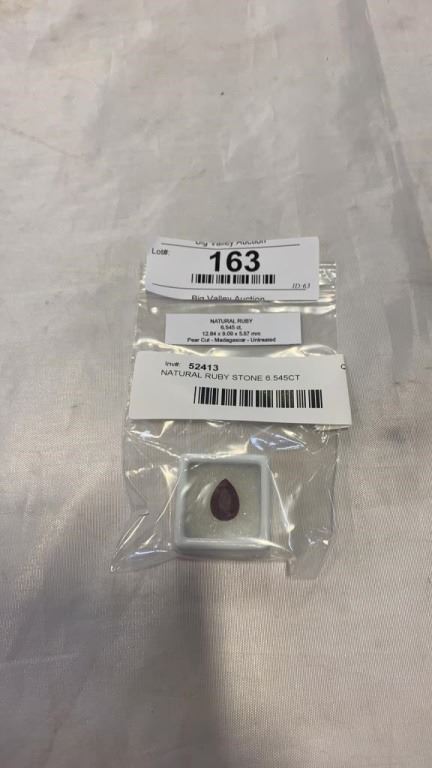 Big Valley Auction
Lot#:
163
ID:63
Big Valley Auction
NATURAL RUBY
6.545 ct.
12.84 x 9.09 x 5.87 mm
Pear Cut - Madagascar - Untreated
Inv#: 52413
NATURAL RUBY STONE 6.545CT